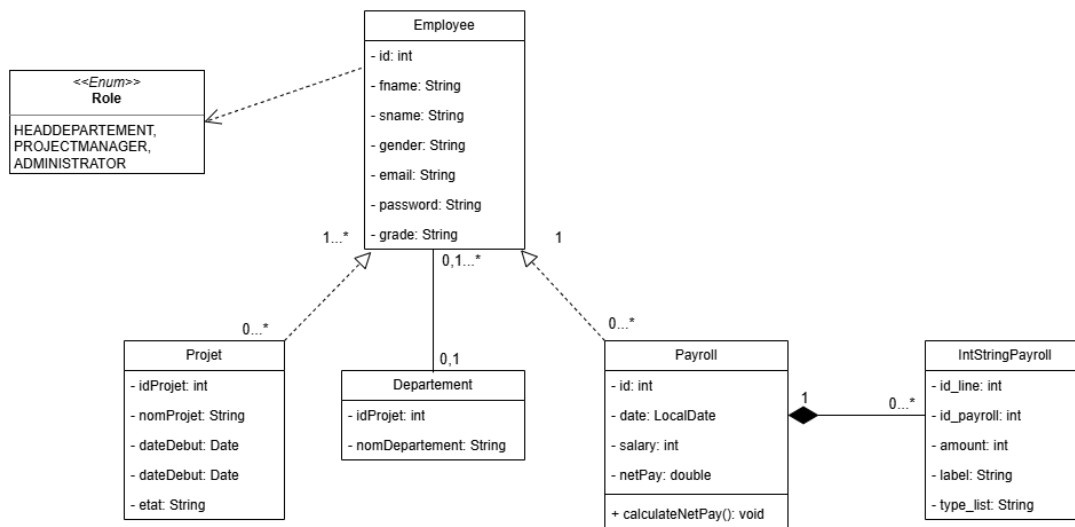 Employee
- id: int
- fname: String
- sname: String
- gender: String
- email: String
- password: String
- grade: String
<<Enum>>
Role
HEADDEPARTEMENT,
PROJECTMANAGER,
ADMINISTRATOR
1...*
0,1...*
1
0...*
0,1
0...*
Projet
- idProjet: int
- nomProjet: String
- dateDebut: Date
- dateDebut: Date
- etat: String
Departement
- idProjet: int
- nomDepartement: String
Payroll
- id: int
- date: LocalDate
- salary: int
- netPay: double
+ calculateNetPay(): void
1
0...*
IntStringPayroll
- id_line: int
- id_payroll: int
- amount: int
- label: String
- type_list: String